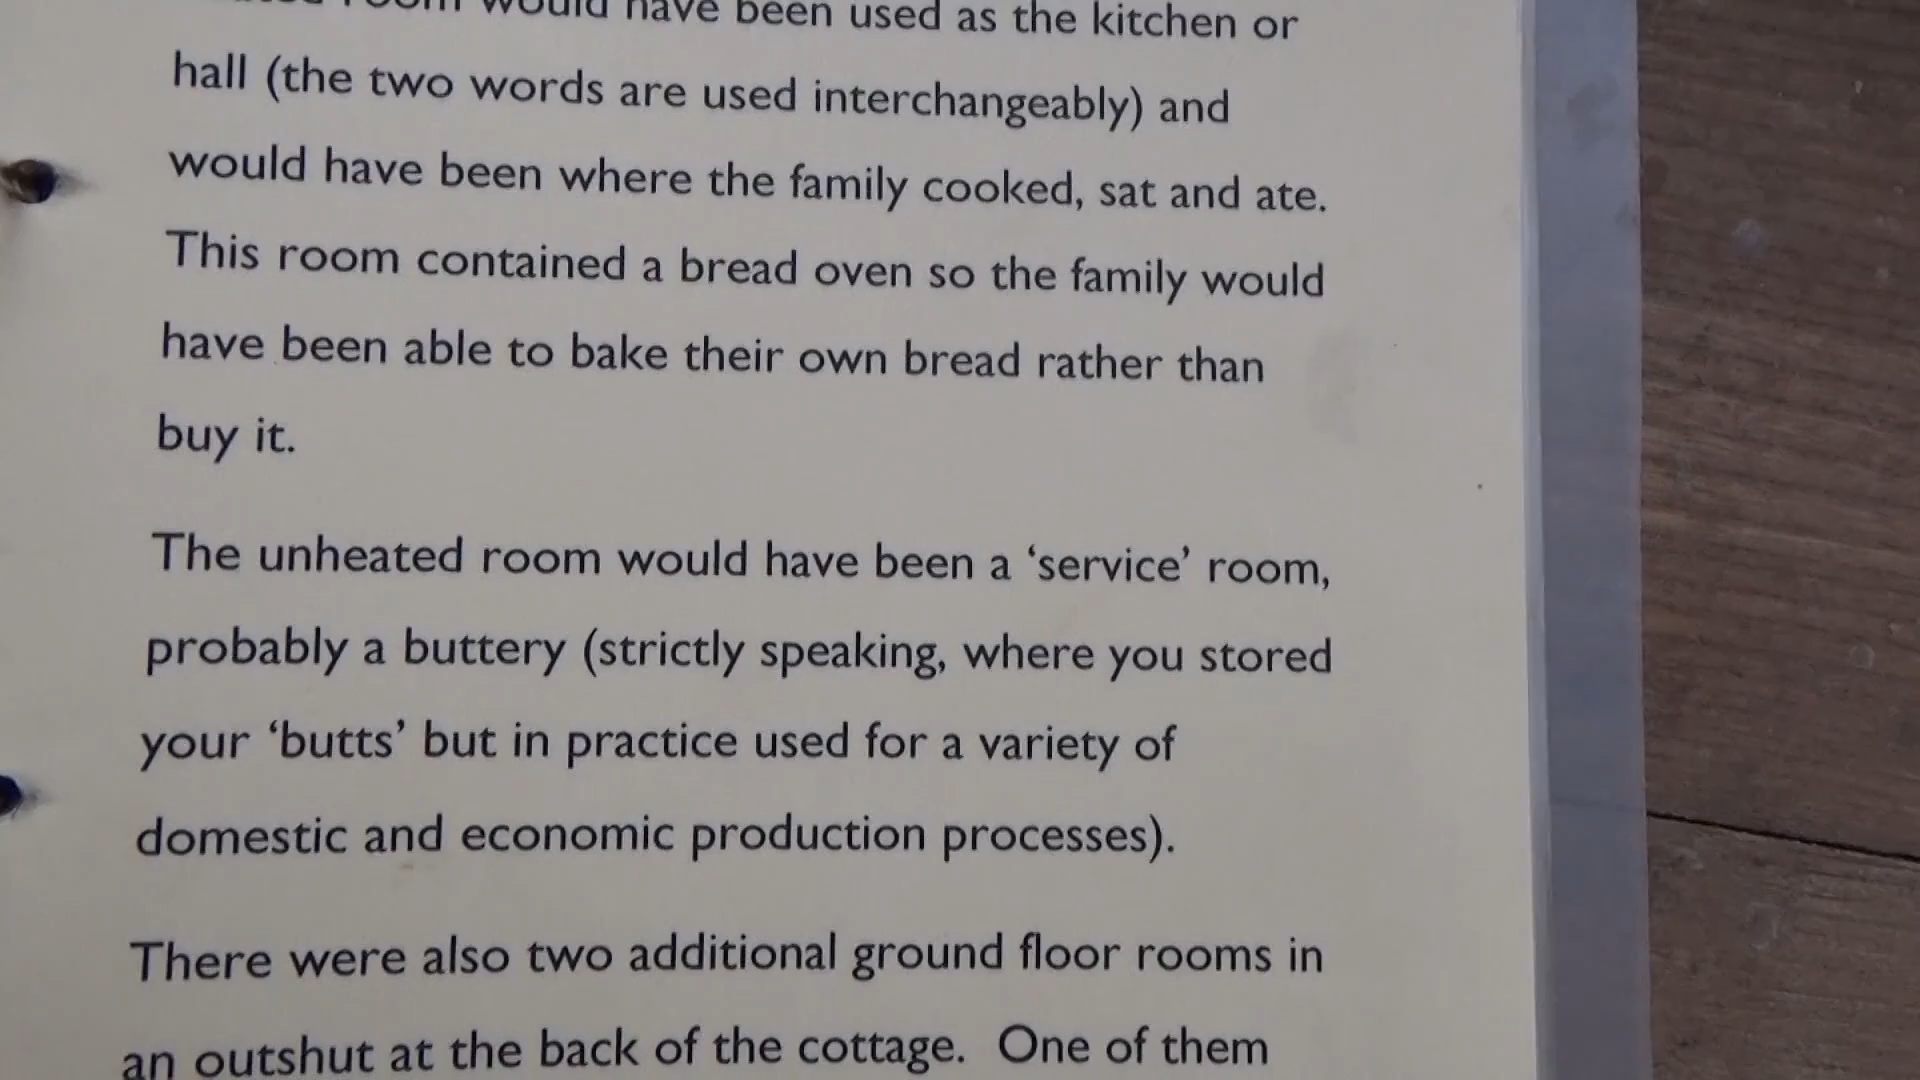 room would have been used as the kitchen or
hall (the two words are used interchangeably) and
would have been where the family cooked, sat and ate.
This room contained a bread oven so the family would
have been able to bake their own bread rather than
buy it.
The unheated room would have been a ‘service’ room,
probably a buttery (strictly speaking, where you stored
your ‘butts’ but in practice used for a variety of
domestic and economic production processes).
There were also two additional ground floor rooms in
an outshut at the back of the cottage. One of them